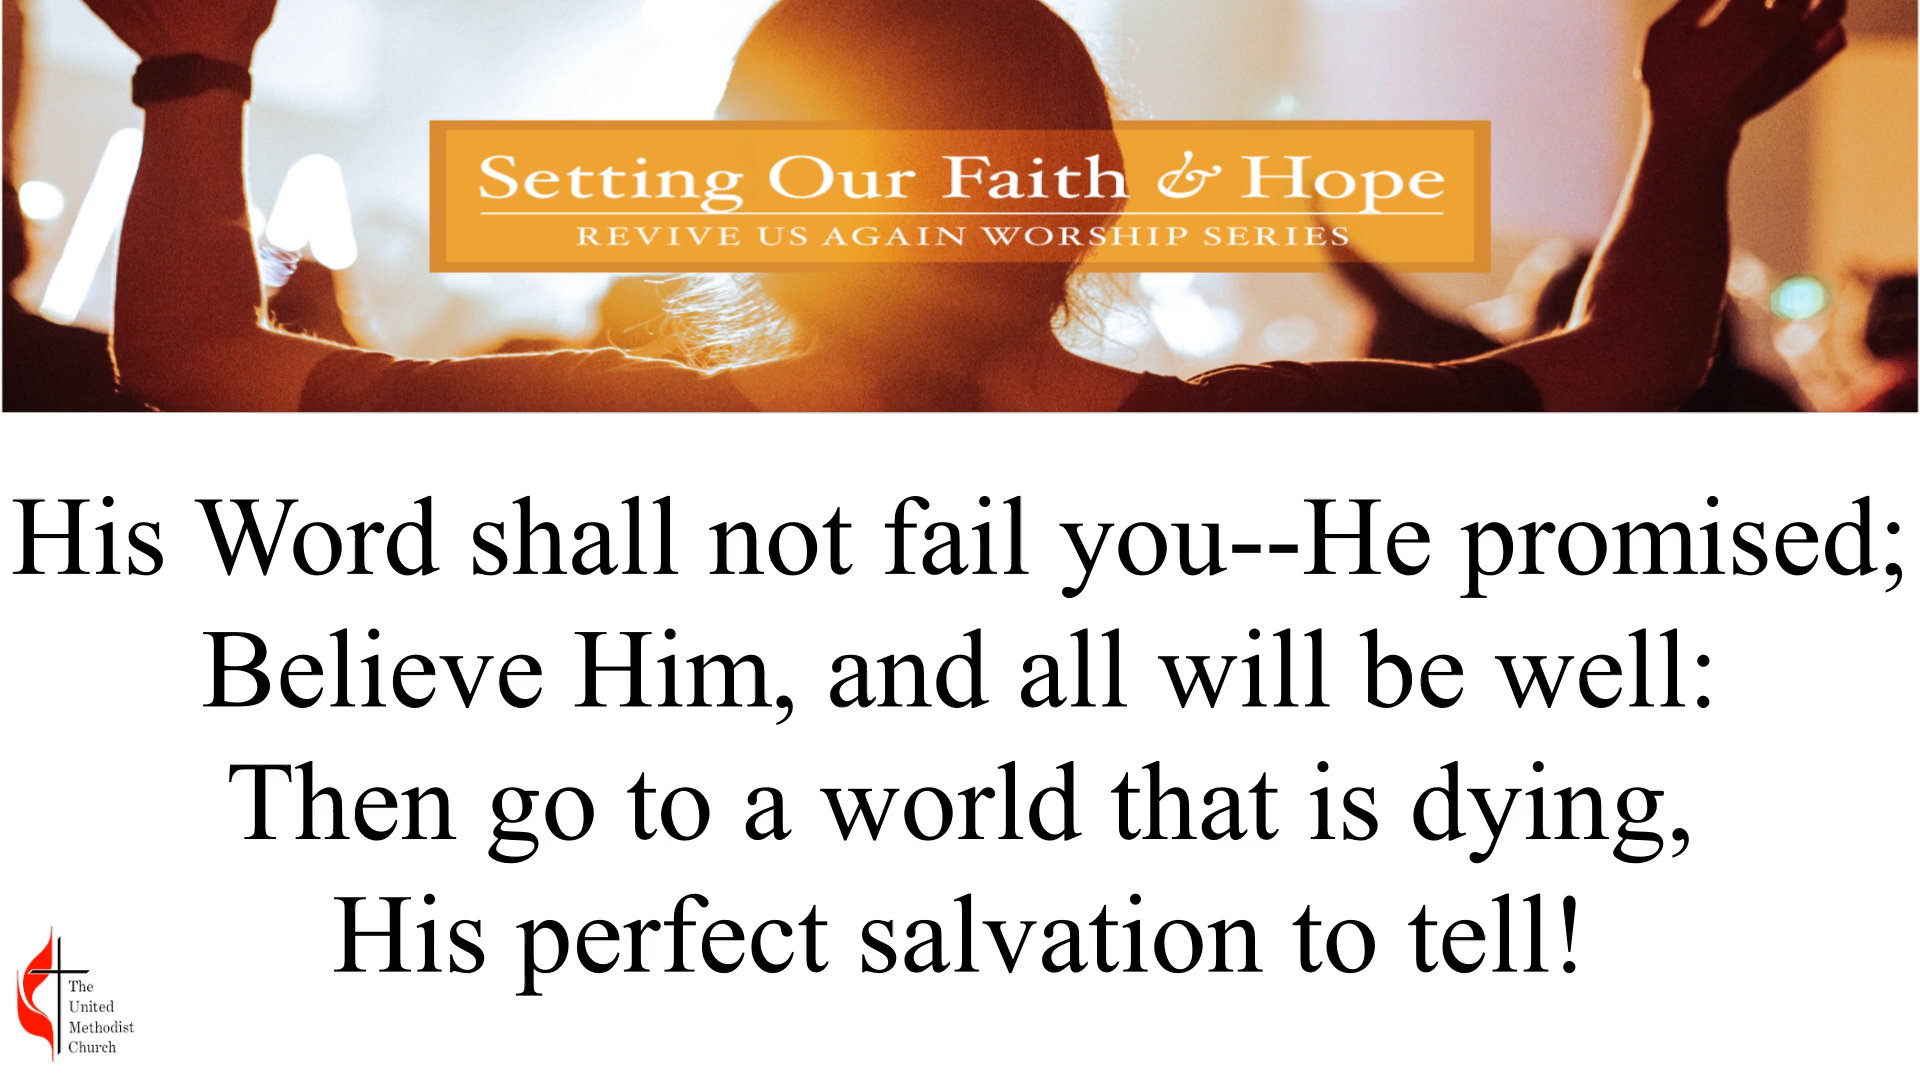 Setting Our Faith & Hope
REVIVE US AGAIN WORSHIP SERIES
His Word shall not fail you--He promised;
Believe Him, and all will be well:
Then go to a world that is dying,
His perfect salvation to tell!
The
United
Methodist
Church